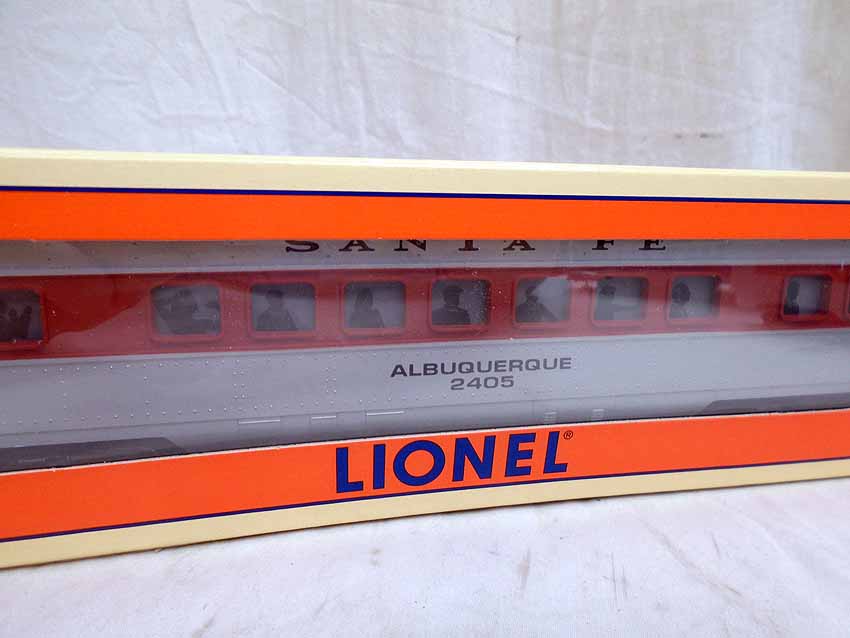 SANTA FE
ALBUQUERQUE
2405
LIONEL®